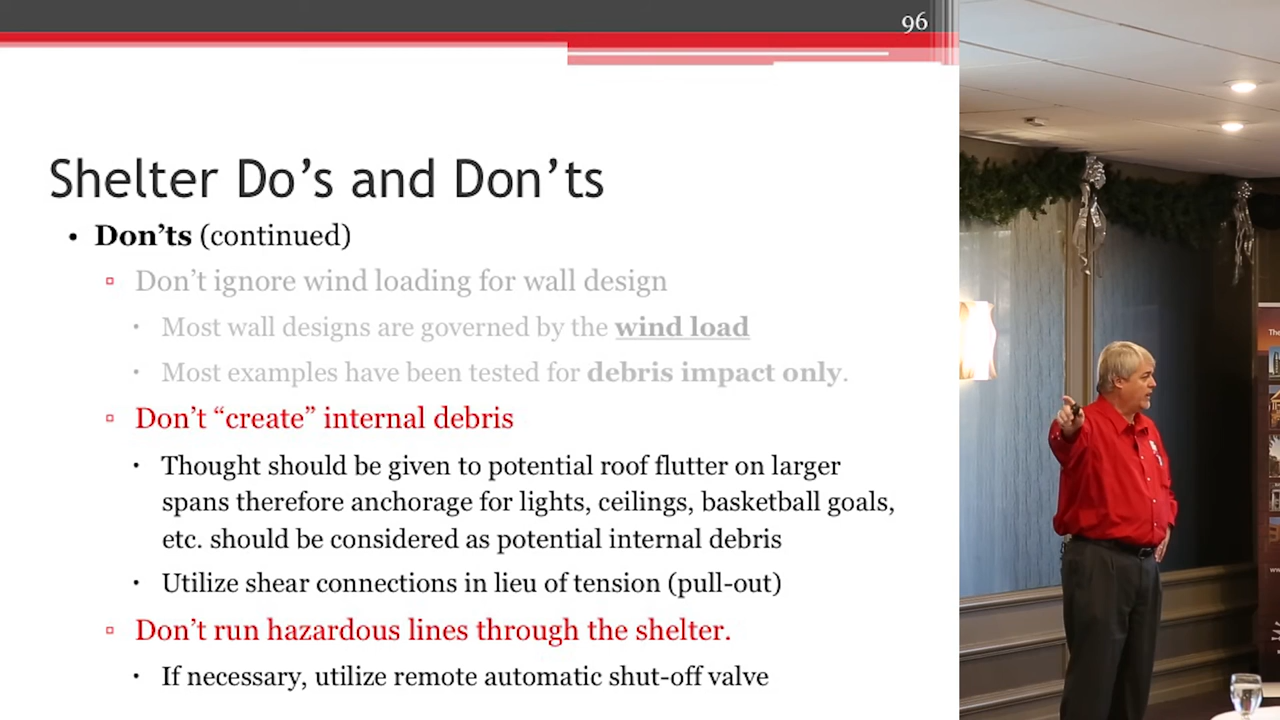 96
Shelter Do’s and Don’ts
• Don’ts (continued)
▫ Don’t ignore wind loading for wall design
• Most wall designs are governed by the wind load
• Most examples have been tested for debris impact only.
▫ Don’t “create” internal debris
• Thought should be given to potential roof flutter on larger
spans therefore anchorage for lights, ceilings, basketball goals,
etc. should be considered as potential internal debris
• Utilize shear connections in lieu of tension (pull-out)
▫ Don’t run hazardous lines through the shelter.
• If necessary, utilize remote automatic shut-off valve